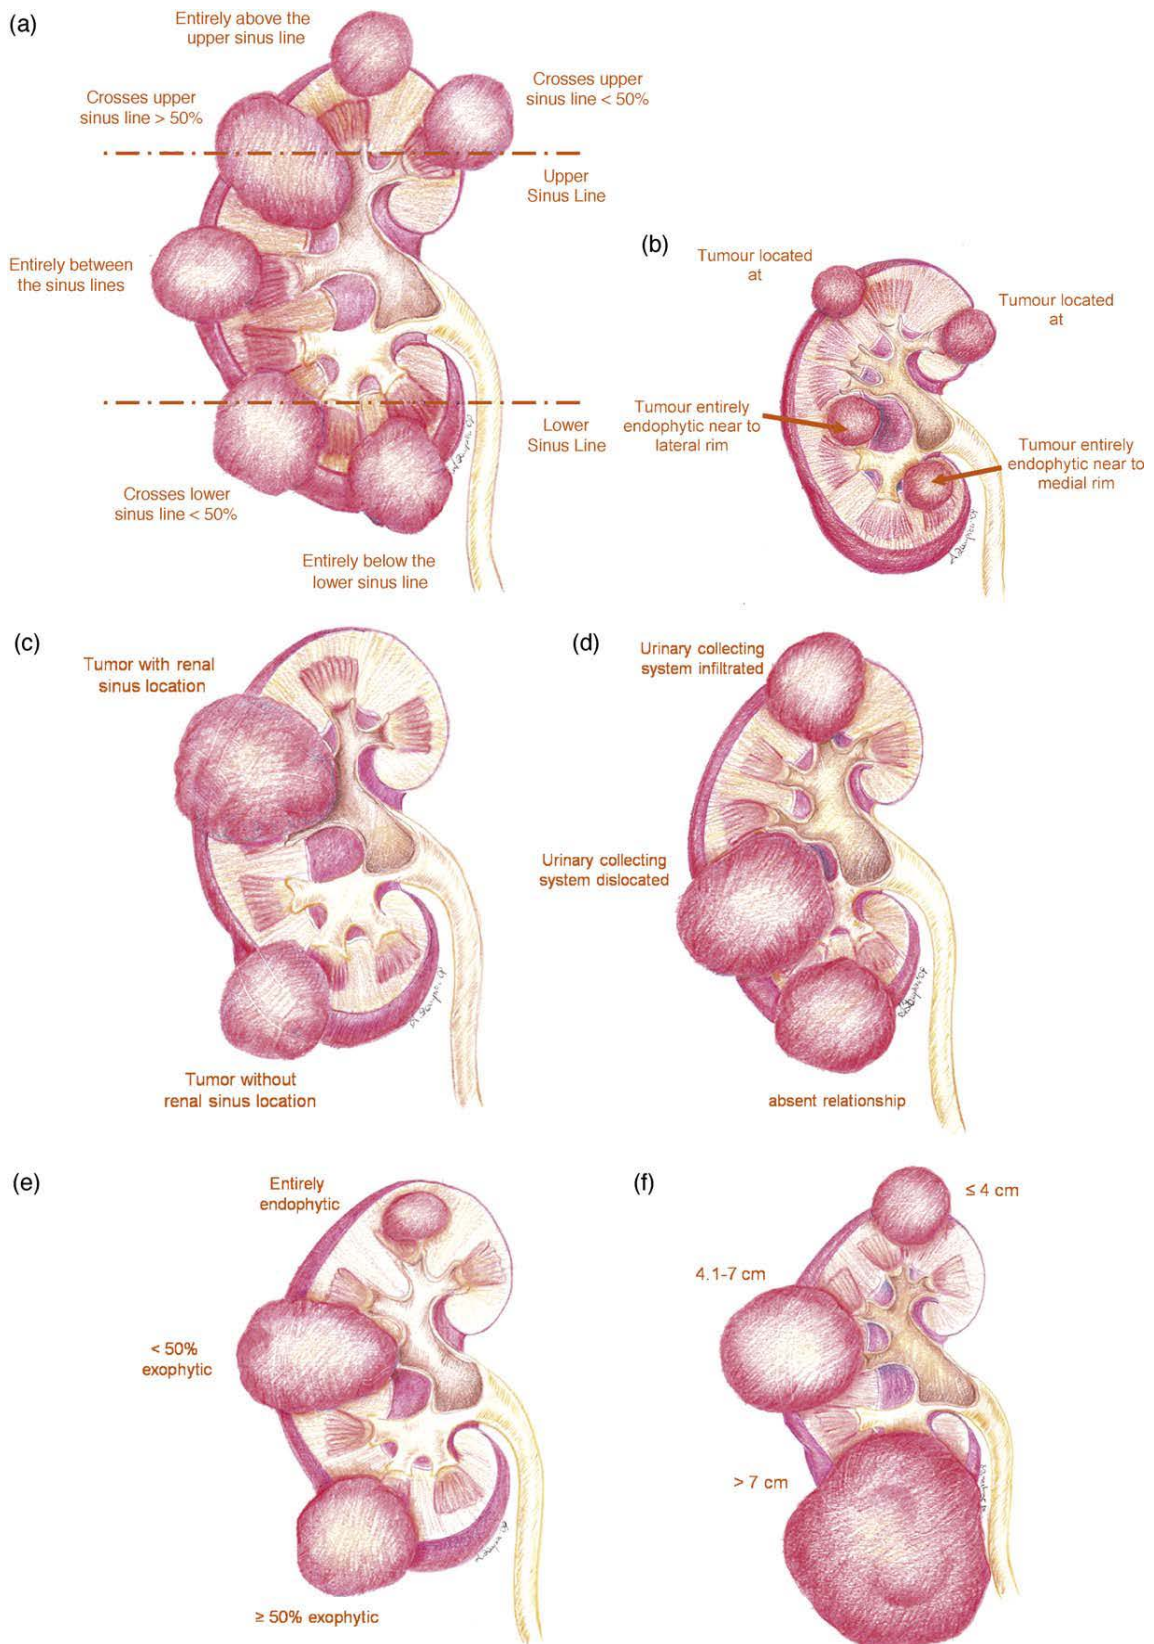 (a)
Entirely above the
upper sinus line
Crosses upper
sinus line > 50%
Crosses upper
sinus line < 50%
Upper
Sinus Line
Entirely between
the sinus lines
Lower
Sinus Line
Crosses lower
sinus line < 50%
Entirely below the
lower sinus line
(b)
Tumour located
at
Tumour located
at
Tumour entirely
endophytic near to
lateral rim
Tumour entirely
endophytic near to
medial rim
(c)
Tumor with renal
sinus location
Tumor without
renal sinus location
(d)
Urinary collecting
system infiltrated
Urinary collecting
system dislocated
absent relationship
(e)
Entirely
endophytic
< 50%
exophytic
≥ 50% exophytic
(f)
≤ 4 cm
4.1-7 cm
> 7 cm